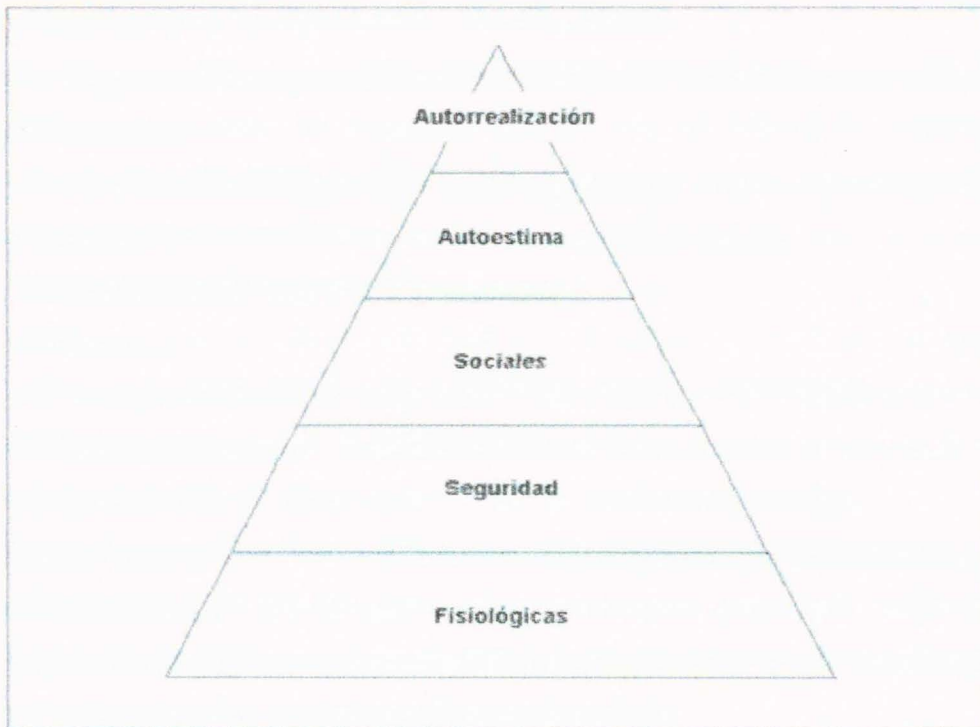 Autorrealización
Autoestima
Sociales
Seguridad
Fisiológicas